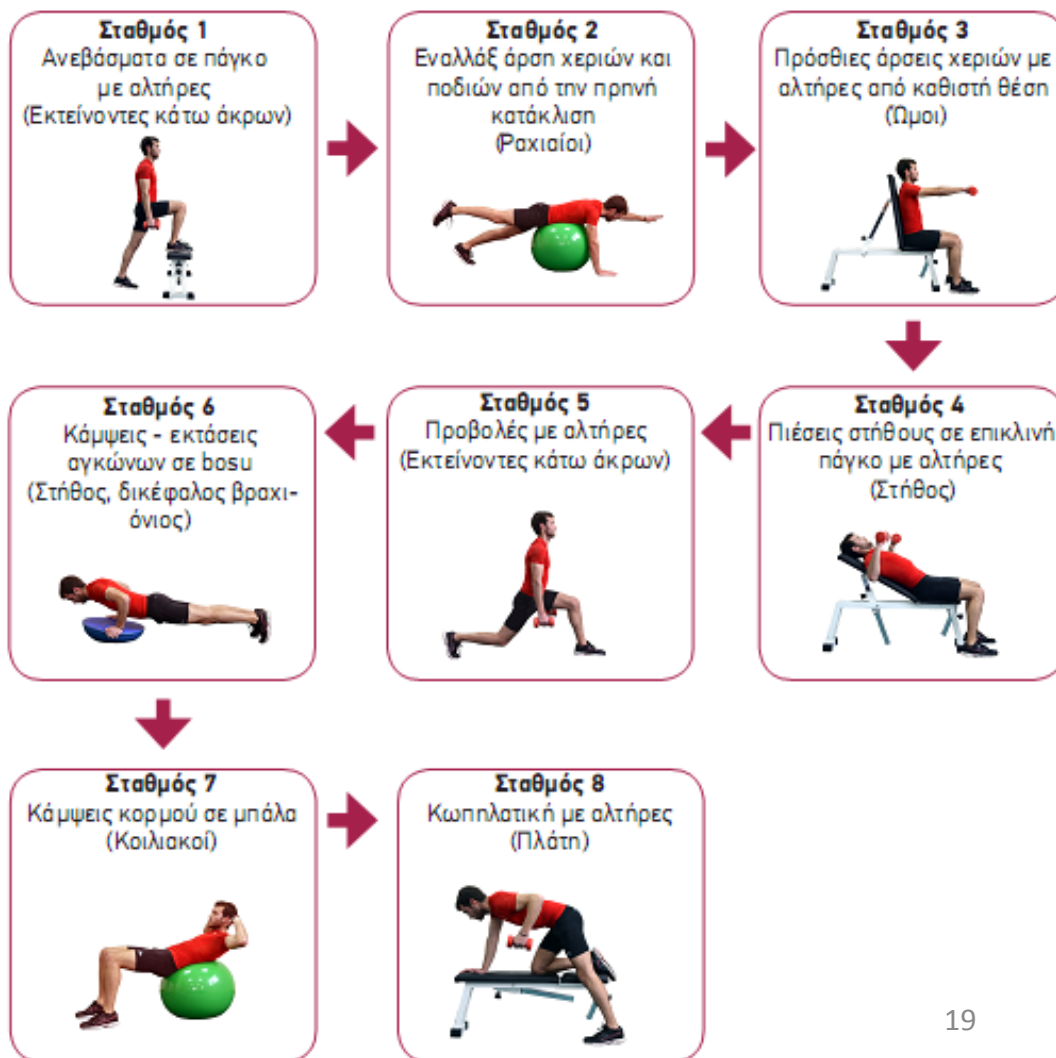 Σταθμός 1
Ανεβάσματα σε πάγκο
με αλτήρες
(Εκτείνοντες κάτω άκρων)
Σταθμός 2
Εναλλάξ άρση χεριών και
ποδιών από την πρηνή
κατάκλιση
(Ραχιαίοι)
Σταθμός 3
Πρόσθιες άρσεις χεριών με
αλτήρες από καθιστή θέση
(Ώμοι)
Σταθμός 4
Πιέσεις στήθους σε επικλινή
πάγκο με αλτήρες
(Στήθος)
Σταθμός 5
Προβολές με αλτήρες
(Εκτείνοντες κάτω άκρων)
Σταθμός 6
Κάμψεις - εκτάσεις
αγκώνων σε bosu
(Στήθος, δικέφαλος βραχι-
όνιος)
Σταθμός 7
Κάμψεις κορμού σε μπάλα
(Κοιλιακοί)
Σταθμός 8
Κωπηλατική με αλτήρες
(Πλάτη)
19